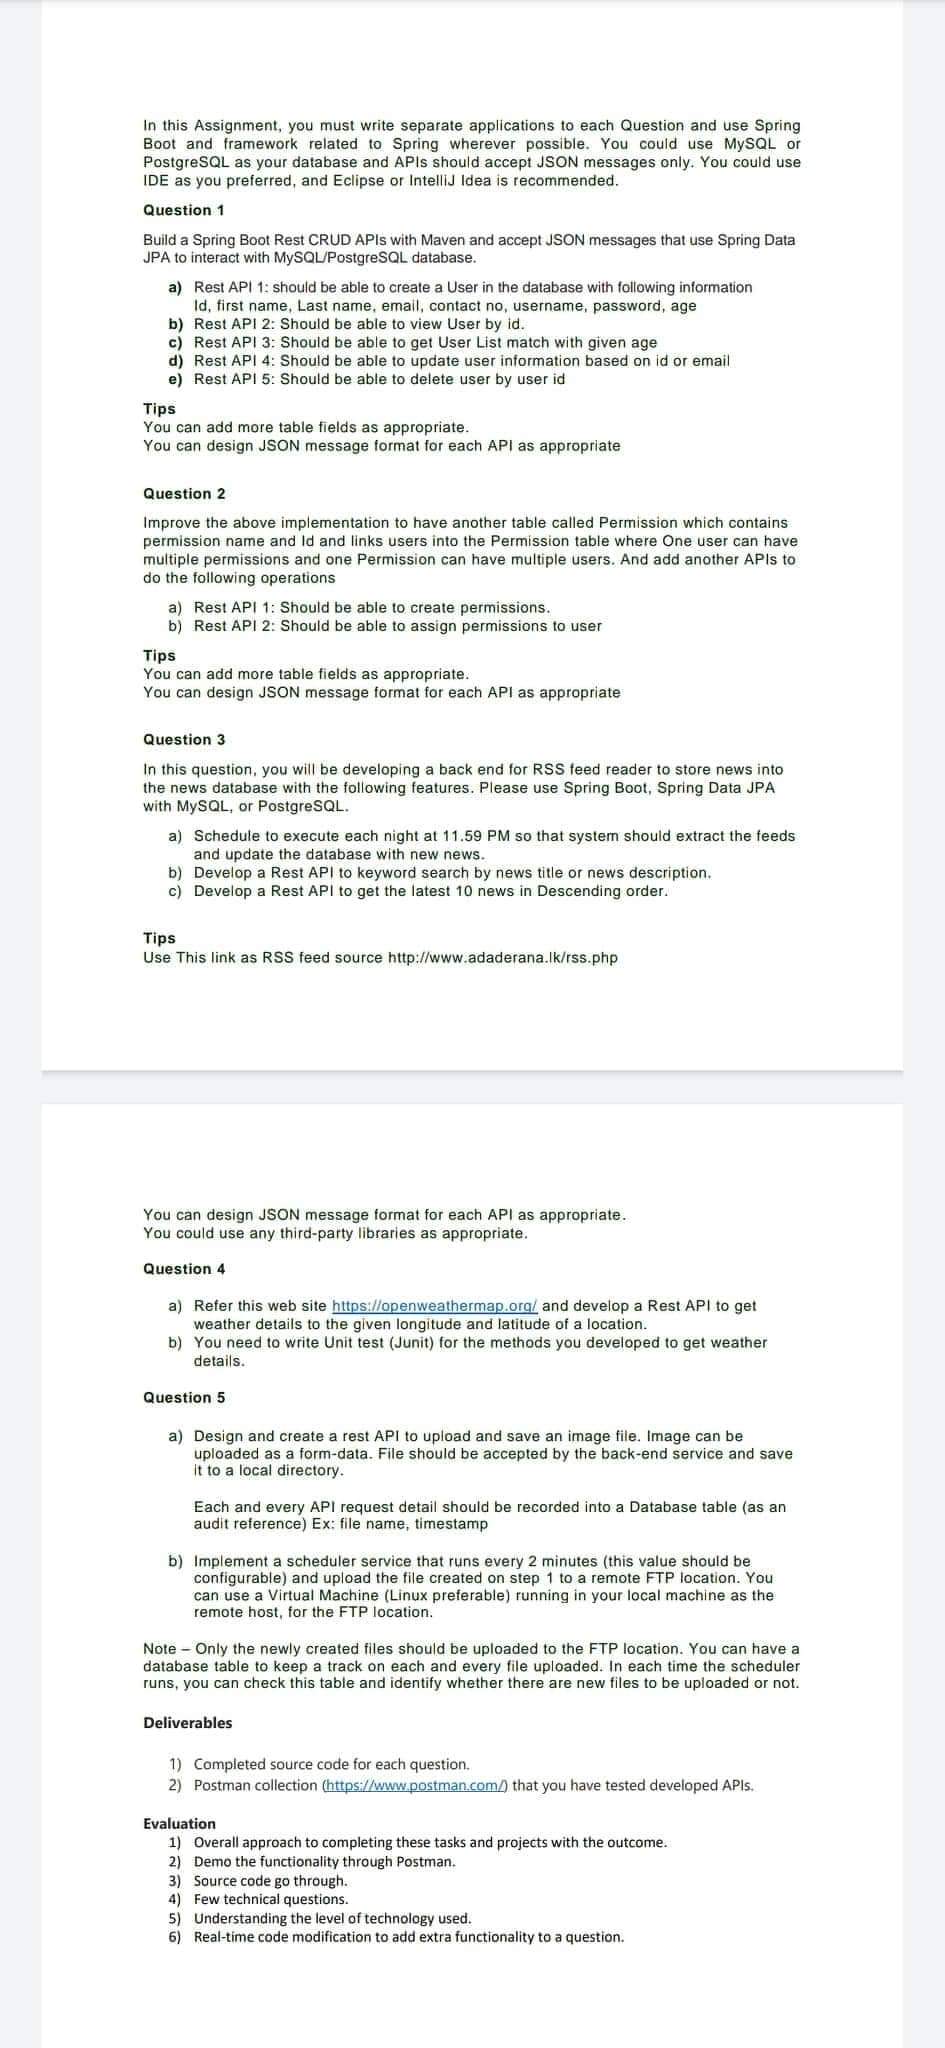 In this Assignment, you must write separate applications to each Question and use Spring
Boot and framework related to Spring wherever possible. You could use MySQL or
PostgreSQL as your database and APIs should accept JSON messages only. You could use
IDE as you preferred, and Eclipse or IntelliJ Idea is recommended.
Question 1
Build a Spring Boot Rest CRUD APIs with Maven and accept JSON messages that use Spring Data
JPA to interact with MySQL/PostgreSQL database.
a) Rest API 1: should be able to create a User in the database with following information
Id, first name, Last name, email, contact no, username, password, age
b) Rest API 2: Should be able to view User by id.
c) Rest API 3: Should be able to get User List match with given age
d) Rest API 4: Should be able to update user information based on id or email
e) Rest API 5: Should be able to delete user by user id
Tips
You can add more table fields as appropriate.
You can design JSON message format for each API as appropriate
Question 2
Improve the above implementation to have another table called Permission which contains
permission name and Id and links users into the Permission table where One user can have
multiple permissions and one Permission can have multiple users. And add another APIs to
do the following operations
a) Rest API 1: Should be able to create permissions.
b) Rest API 2: Should be able to assign permissions to user
Tips
You can add more table fields as appropriate.
You can design JSON message format for each API as appropriate
Question 3
In this question, you will be developing a back end for RSS feed reader to store news into
the news database with the following features. Please use Spring Boot, Spring Data JPA
with MySQL, or PostgreSQL.
a) Schedule to execute each night at 11.59 PM so that system should extract the feeds
and update the database with new news.
b) Develop a Rest API to keyword search by news title or news description.
c) Develop a Rest API to get the latest 10 news in Descending order.
Tips
Use This link as RSS feed source http://www.adaderana.lk/rss.php
You can design JSON message format for each API as appropriate.
You could use any third-party libraries as appropriate.
Question 4
a) Refer this web site https://openweathermap.org/ and develop a Rest API to get
weather details to the given longitude and latitude of a location.
b) You need to write Unit test (Junit) for the methods you developed to get weather
details.
Question 5
a) Design and create a rest API to upload and save an image file. Image can be
uploaded as a form-data. File should be accepted by the back-end service and save
it to a local directory.
Each and every API request detail should be recorded into a Database table (as an
audit reference) Ex: file name, timestamp
b) Implement a scheduler service that runs every 2 minutes (this value should be
configurable) and upload the file created on step 1 to a remote FTP location. You
can use a Virtual Machine (Linux preferable) running in your local machine as the
remote host, for the FTP location.
Note – Only the newly created files should be uploaded to the FTP location. You can have a
database table to keep a track on each and every file uploaded. In each time the scheduler
runs, you can check this table and identify whether there are new files to be uploaded or not.
Deliverables
1) Completed source code for each question.
2) Postman collection (https://www.postman.com/) that you have tested developed APIs.
Evaluation
1) Overall approach to completing these tasks and projects with the outcome.
2) Demo the functionality through Postman.
3) Source code go through.
4) Few technical questions.
5) Understanding the level of technology used.
6) Real-time code modification to add extra functionality to a question.